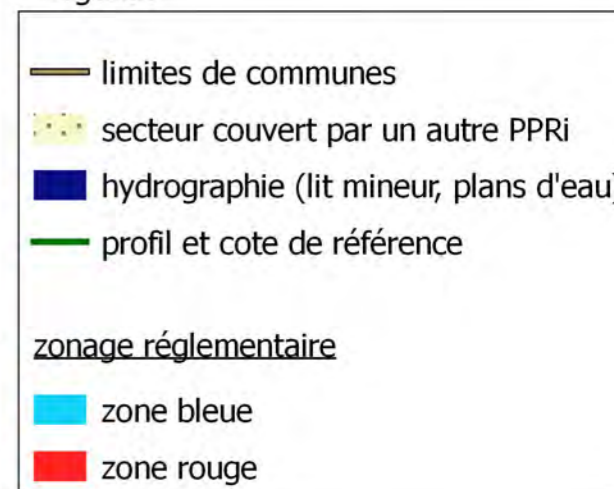 limites de communes
secteur couvert par un autre PPRi
hydrographie (lit mineur, plans d'eau)
profil et cote de référence
zonage réglementaire
zone bleue
zone rouge